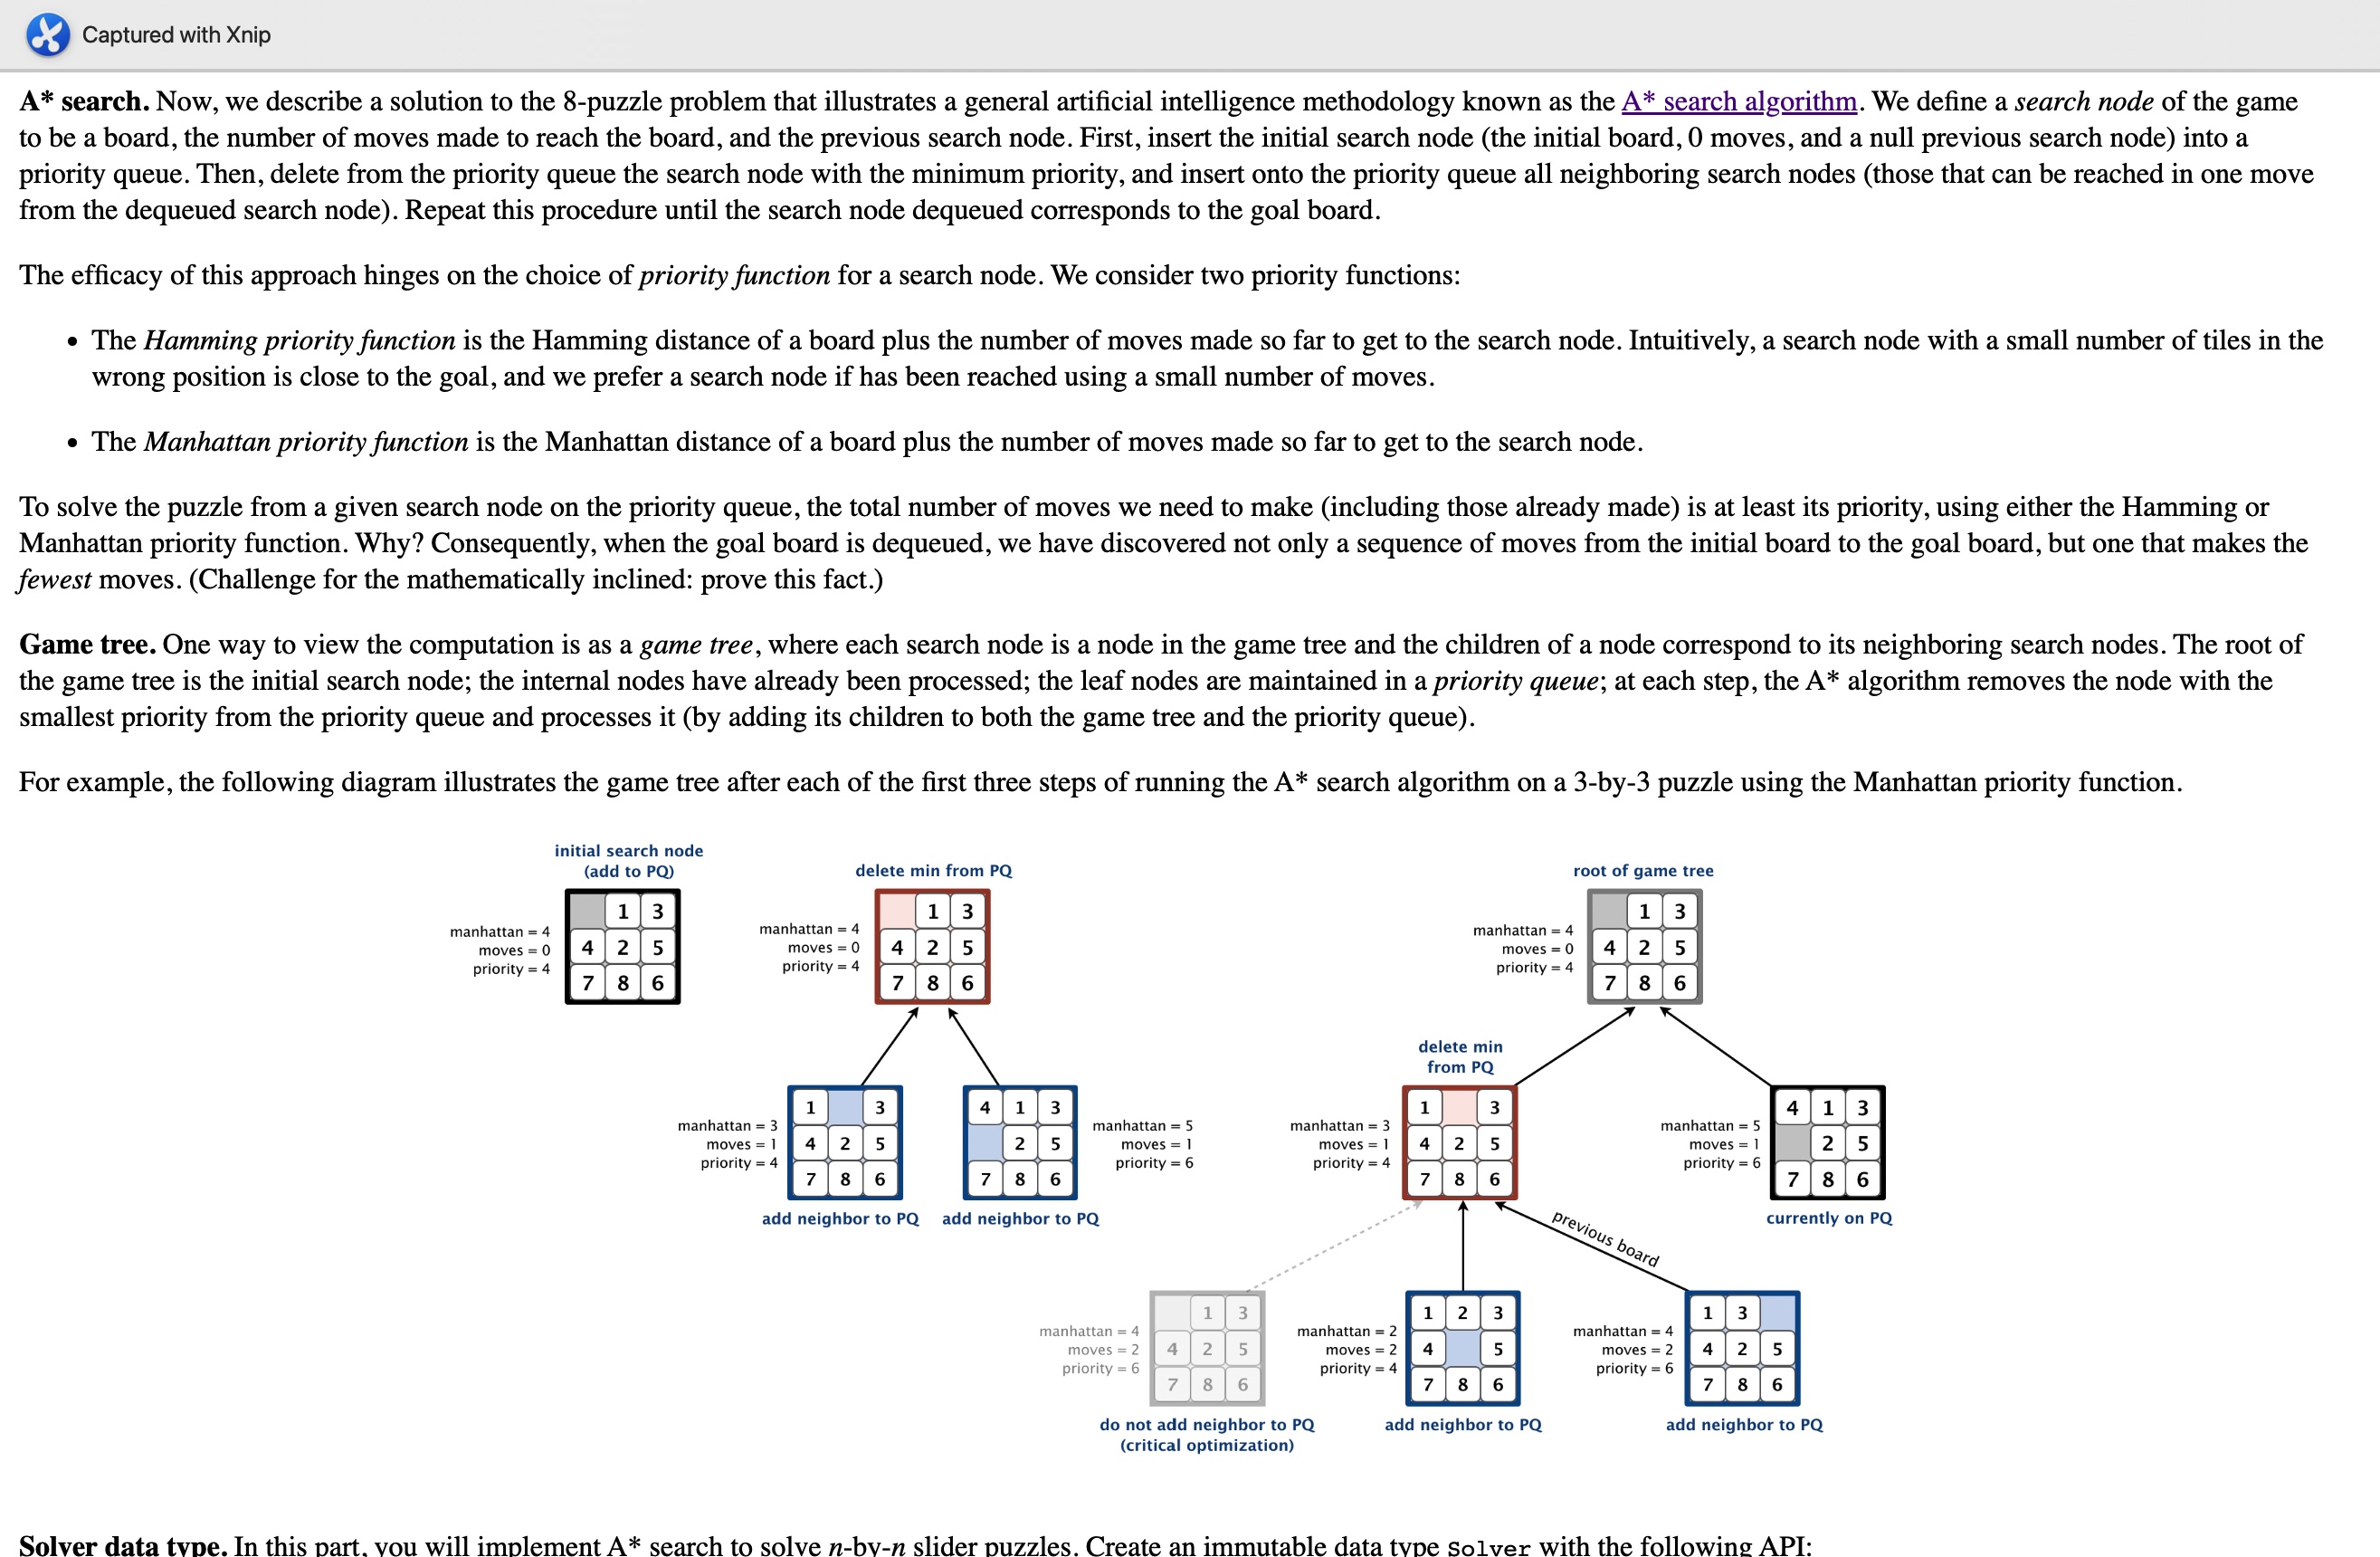 Captured with Xnip
A* search. Now, we describe a solution to the 8-puzzle problem that illustrates a general artificial intelligence methodology known as the A* search algorithm. We define a search node of the game
to be a board, the number of moves made to reach the board, and the previous search node. First, insert the initial search node (the initial board, 0 moves, and a null previous search node) into a
priority queue. Then, delete from the priority queue the search node with the minimum priority, and insert onto the priority queue all neighboring search nodes (those that can be reached in one move
from the dequeued search node). Repeat this procedure until the search node dequeued corresponds to the goal board.
The efficacy of this approach hinges on the choice of priority function for a search node. We consider two priority functions:
• The Hamming priority function is the Hamming distance of a board plus the number of moves made so far to get to the search node. Intuitively, a search node with a small number of tiles in the
wrong position is close to the goal, and we prefer a search node if has been reached using a small number of moves.
• The Manhattan priority function is the Manhattan distance of a board plus the number of moves made so far to get to the search node.
To solve the puzzle from a given search node on the priority queue, the total number of moves we need to make (including those already made) is at least its priority, using either the Hamming or
Manhattan priority function. Why? Consequently, when the goal board is dequeued, we have discovered not only a sequence of moves from the initial board to the goal board, but one that makes the
fewest moves. (Challenge for the mathematically inclined: prove this fact.)
Game tree. One way to view the computation is as a game tree, where each search node is a node in the game tree and the children of a node correspond to its neighboring search nodes. The root of
the game tree is the initial search node; the internal nodes have already been processed; the leaf nodes are maintained in a priority queue; at each step, the A* algorithm removes the node with the
smallest priority from the priority queue and processes it (by adding its children to both the game tree and the priority queue).
For example, the following diagram illustrates the game tree after each of the first three steps of running the A* search algorithm on a 3-by-3 puzzle using the Manhattan priority function.
initial search node
(add to PQ)
manhattan = 4
moves = 0
priority = 4
1 3
4 2 5
7 8 6
delete min from PQ
manhattan = 4
moves = 0
priority = 4
1 3
4 2 5
7 8 6
manhattan = 3
moves = 1
priority = 4
1 3
4 2 5
7 8 6
add neighbor to PQ
4 1 3
2 5
7 8 6
manhattan = 5
moves = 1
priority = 6
add neighbor to PQ
root of game tree
manhattan = 4
moves = 0
priority = 4
1 3
4 2 5
7 8 6
delete min
from PQ
manhattan = 3
moves = 1
priority = 4
1 3
4 2 5
7 8 6
manhattan = 5
moves = 1
priority = 6
4 1 3
2 5
7 8 6
currently on PQ
previous board
manhattan = 4
moves = 2
priority = 6
1 3
4 2 5
7 8 6
do not add neighbor to PQ
(critical optimization)
manhattan = 2
moves = 2
priority = 4
1 2 3
4 5
7 8 6
add neighbor to PQ
manhattan = 4
moves = 2
priority = 6
1 3
4 2 5
7 8 6
add neighbor to PQ
Solver data type. In this part, you will implement A* search to solve n-by-n slider puzzles. Create an immutable data type Solver with the following API: